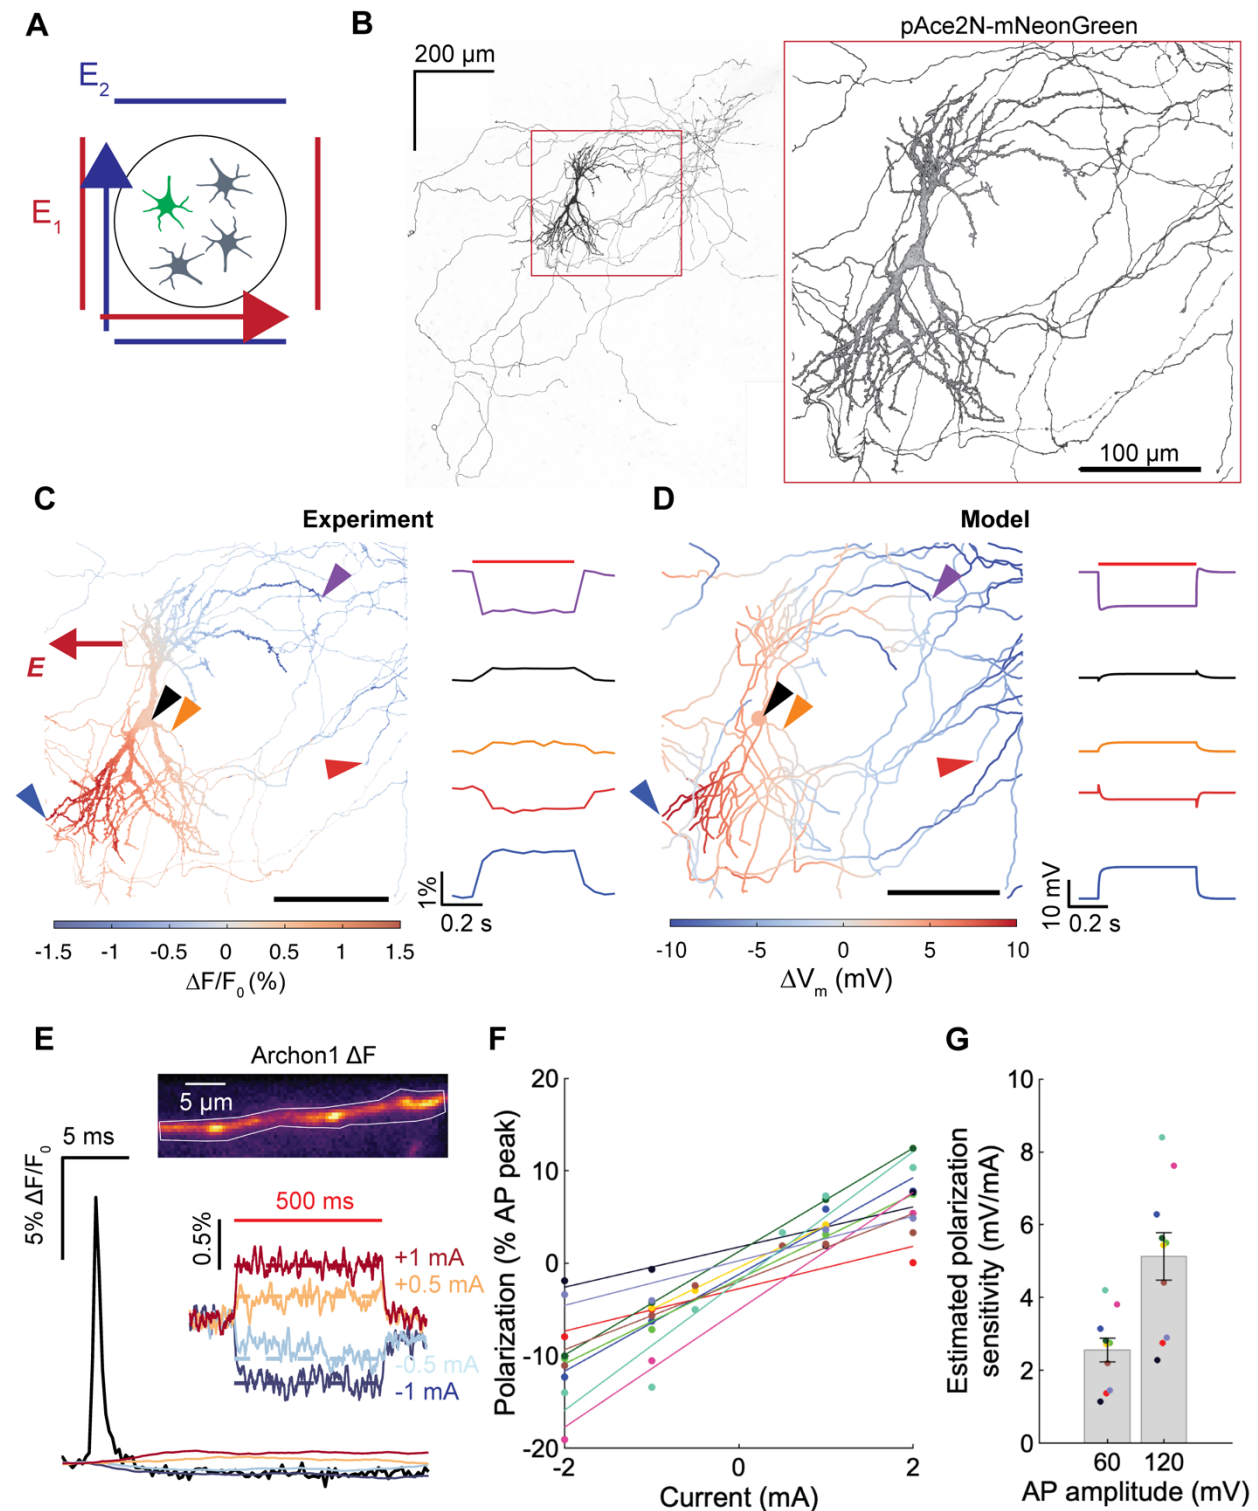 A
E2
E1
B
200 µm
pAce2N-mNeonGreen
100 µm
C
Experiment
E
1%
0.2 s
-1.5 -1 -0.5 0 0.5 1 1.5
ΔF/F0 (%)
D
Model
10 mV
0.2 s
-10 -5 0 5 10
ΔVm (mV)
E
Archon1 ΔF
5 µm
5 ms
5% ΔF/F0
500 ms
0.5%
+1 mA
+0.5 mA
-0.5 mA
-1 mA
F
Polarization (% AP peak)
20
10
0
-10
-20
-2 0 2
Current (mA)
G
Estimated polarization
sensitivity (mV/mA)
10
8
6
4
2
0
60 120
AP amplitude (mV)